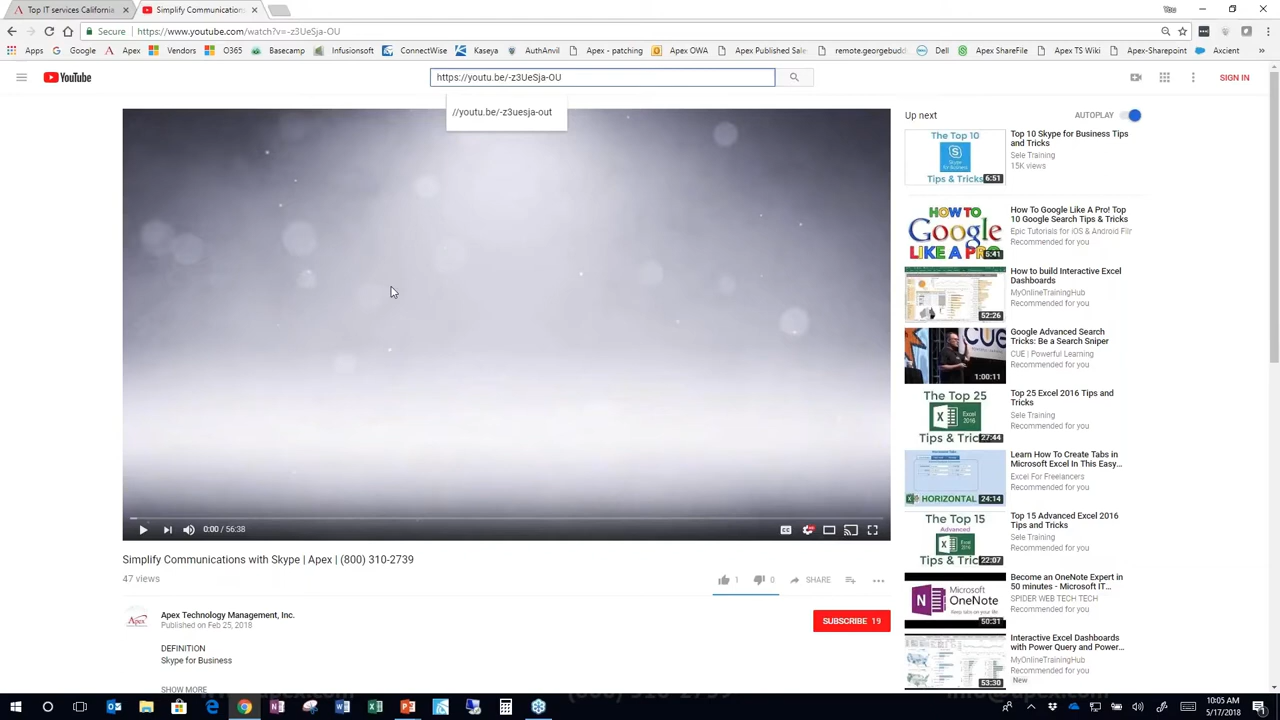 Top IT services California
Simplify Communication
https://www.youtube.com/watch?v=-z3UeSja-OU
Apps
Google
Apex
Vendors
O365
Basecamp
Infusionsoft
ConnectWise
Kaseya
AuthAnvil
Apex - patching
Apex OWA
Apex Published Sale
remote.georgebudd
Apex ShareFile
Apex TS Wiki
Apex-Sharepoint
Axcient
YouTube
https://youtu.be/-z3UeSja-OU
SIGN IN
//youtu.be/-z3uesja-out
Up next
AUTOPLAY
The Top 10
Tips & Tricks
6:51
Top 10 Skype for Business Tips
and Tricks
Sele Training
15K views
HOW TO
Google
LIKE A PRO!
5:41
How To Google Like A Pro! Top
10 Google Search Tips & Tricks
Epic Tutorials for iOS & Android Filr
Recommended for you
52:26
How to build Interactive Excel
Dashboards
MyOnlineTrainingHub
Recommended for you
CUE
1:00:11
Google Advanced Search
Tricks: Be a Search Sniper
CUE | Powerful Learning
Recommended for you
The Top 25
Excel
2016
Tips & Tric
27:44
Top 25 Excel 2016 Tips and
Tricks
Sele Training
Recommended for you
HORIZONTAL
24:14
Learn How To Create Tabs in
Microsoft Excel In This Easy...
Excel For Freelancers
Recommended for you
The Top 15
Advanced
Excel
2016
Tips & Tric
22:07
Top 15 Advanced Excel 2016
Tips and Tricks
Sele Training
Recommended for you
Microsoft
OneNote
50:31
Become an OneNote Expert in
50 minutes - Microsoft IT...
SPIDER WEB TECH TECH
Recommended for you
53:30
Interactive Excel Dashboards
with Power Query and Power...
MyOnlineTrainingHub
Recommended for you
New
0:00 / 56:38
Simplify Communications with Skype | Apex | (800) 310-2739
47 views
1
0
SHARE
Apex Technology Management, Inc.
Published on Feb 25, 2018
SUBSCRIBE 19
DEFINITION
Skype for Business
SHOW MORE
10:05 AM
5/17/2018